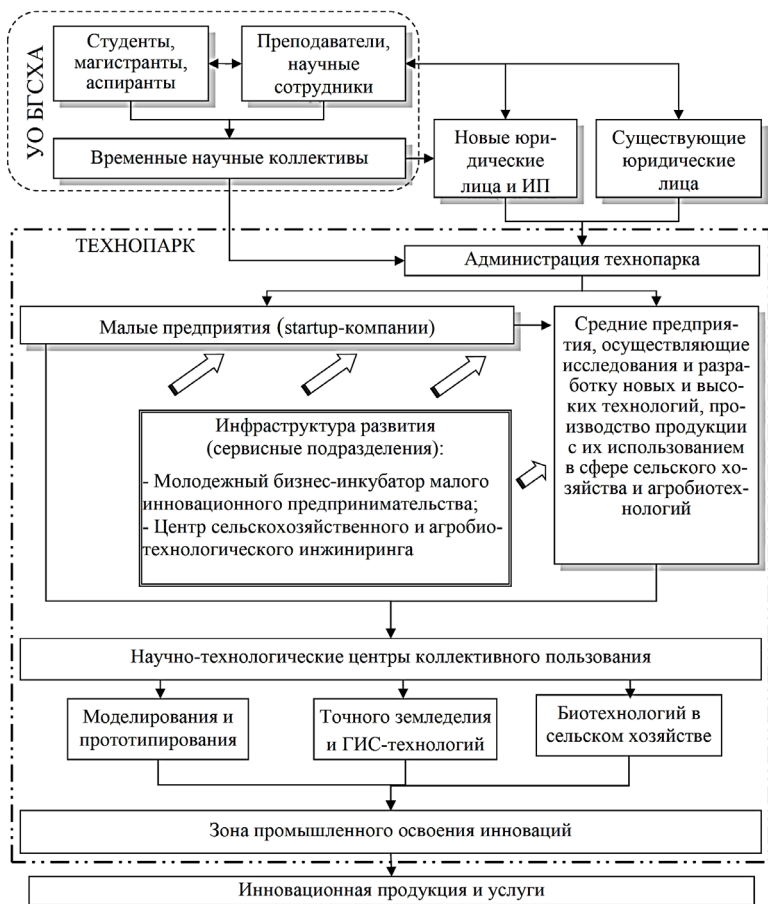 УО БГСХА
Студенты,
магистранты,
аспиранты
Преподаватели,
научные
сотрудники
Временные научные коллективы
Новые юри-
дические
лица и ИП
Существующие
юридические
лица
ТЕХНОПАРК
Администрация технопарка
Малые предприятия (startup-компании)
Средние предприя-
тия, осуществляющие
исследования и разра-
ботку новых и высо-
ких технологий, про-
изводство продукции
с их использованием
в сфере сельского хо-
зяйства и агробиотех-
нологий
Инфраструктура развития
(сервисные подразделения):
- Молодежный бизнес-инкубатор малого
инновационного предпринимательства;
- Центр сельскохозяйственного и агробио-
технологического инжиниринга
Научно-технологические центры коллективного пользования
Моделирования и
прототипирования
Точного земледелия
и ГИС-технологий
Биотехнологий в
сельском хозяйстве
Зона промышленного освоения инноваций
Инновационная продукция и услуги